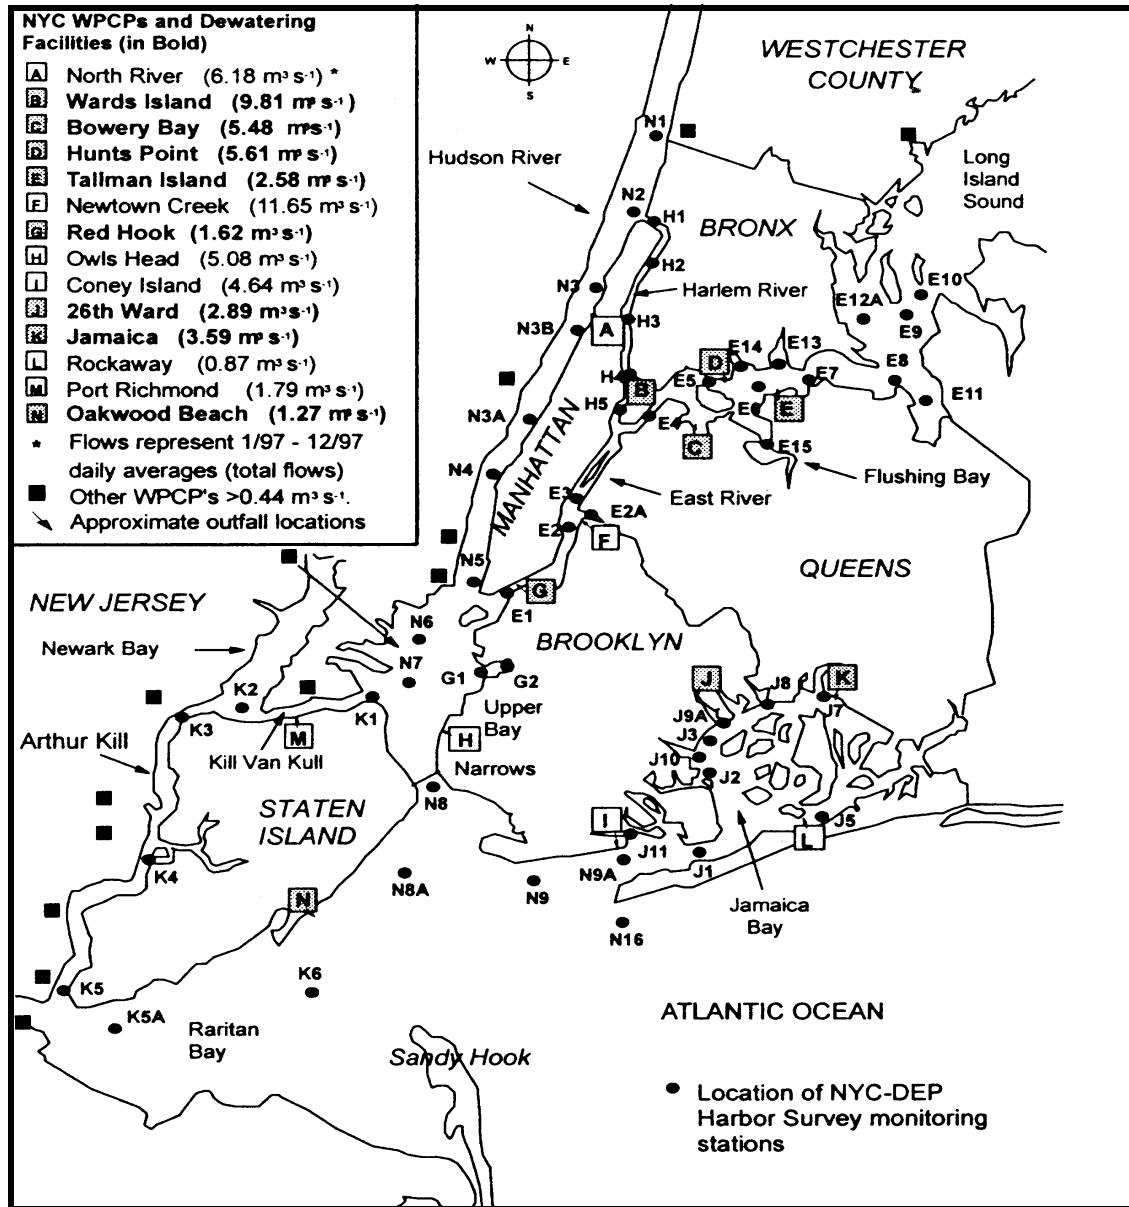 NYC WPCPs and Dewatering
Facilities (in Bold)
A North River (6.18 m³ s-1) *
B Wards Island (9.81 m³ s-1)
C Bowery Bay (5.48 m³ s-1)
D Hunts Point (5.61 m³ s-1)
E Tallman Island (2.58 m³ s-1)
F Newtown Creek (11.65 m³ s-1)
G Red Hook (1.62 m³ s-1)
H Owls Head (5.08 m³ s-1)
I Coney Island (4.64 m³ s-1)
J 26th Ward (2.89 m³ s-1)
K Jamaica (3.59 m³ s-1)
L Rockaway (0.87 m³ s-1)
M Port Richmond (1.79 m³ s-1)
N Oakwood Beach (1.27 m³ s-1)
* Flows represent 1/97 - 12/97
daily averages (total flows)
Other WPCP's >0.44 m³ s-1.
Approximate outfall locations
N
W E
S
WESTCHESTER
COUNTY
N1
Hudson River
Long
Island
Sound
N2
H1
BRONX
H2
N3
Harlem River
E10
E12A
E9
H3
N3B
A
E14
E13
D
E8
H
E5
E7
B
E11
N3A
H5
E4
E6
E
C
E15
MANHATTAN
N4
Flushing Bay
E3
East River
E2A
E2
F
QUEENS
N5
G
E1
NEW JERSEY
N6
BROOKLYN
Newark Bay
N7
G1
G2
J
K
K2
J8
J7
K1
Upper
Bay
J9A
K3
M
H
J3
Arthur Kill
Kill Van Kull
Narrows
J10
J2
N8
STATEN
ISLAND
I
J5
L
J11
K4
N9A
J1
N8A
N9
N
Jamaica
Bay
N16
K6
K5
K5A
Raritan
Bay
ATLANTIC OCEAN
Sandy Hook
Location of NYC-DEP
Harbor Survey monitoring
stations